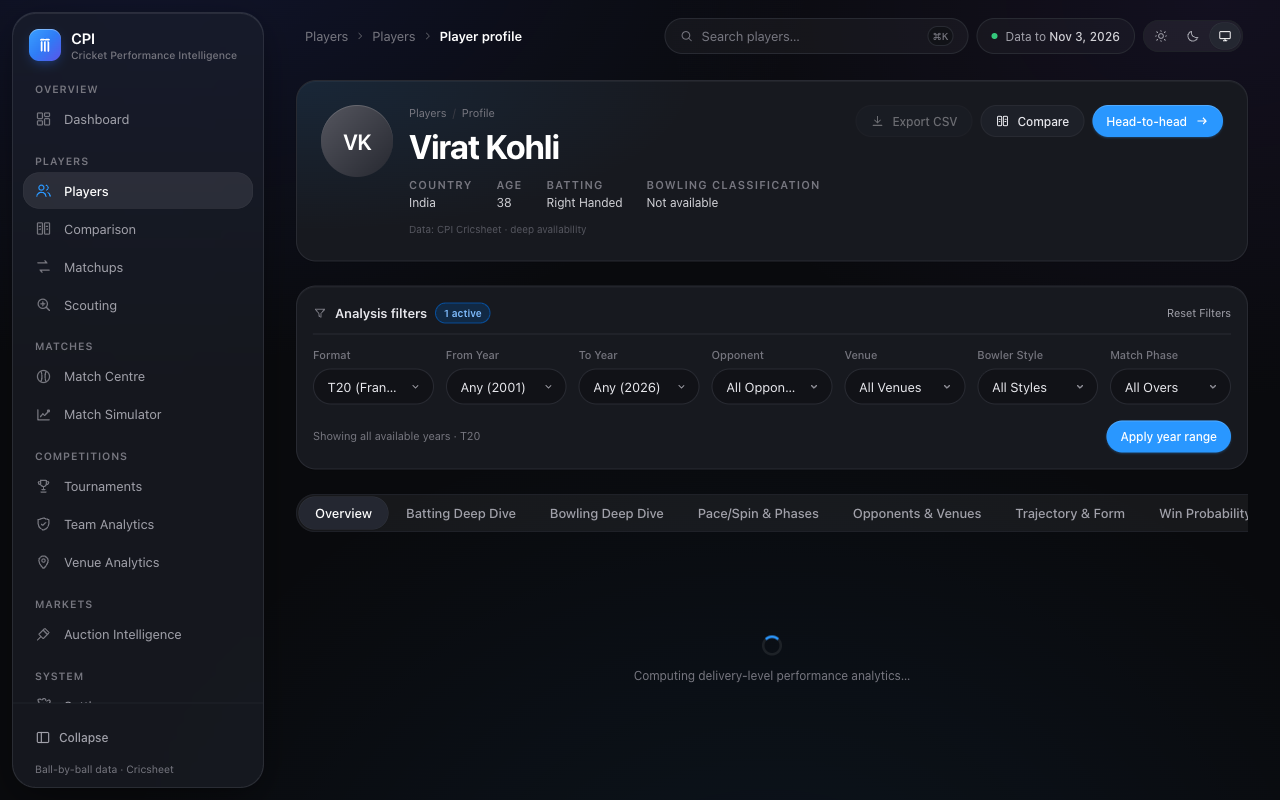 CPI
Cricket Performance Intelligence
OVERVIEW
Dashboard
PLAYERS
Players
Comparison
Matchups
Scouting
MATCHES
Match Centre
Match Simulator
COMPETITIONS
Tournaments
Team Analytics
Venue Analytics
MARKETS
Auction Intelligence
SYSTEM
Collapse
Ball-by-ball data · Cricsheet
Players > Players > Player profile
Search players... ⌘K
Data to Nov 3, 2026
VK
Players / Profile
Virat Kohli
Export CSV
Compare
Head-to-head →
COUNTRY AGE BATTING BOWLING CLASSIFICATION
India 38 Right Handed Not available
Data: CPI Cricsheet · deep availability
Analysis filters 1 active Reset Filters
Format From Year To Year Opponent Venue Bowler Style Match Phase
T20 (Fran... Any (2001) Any (2026) All Oppon... All Venues All Styles All Overs
Showing all available years · T20
Apply year range
Overview Batting Deep Dive Bowling Deep Dive Pace/Spin & Phases Opponents & Venues Trajectory & Form Win Probability
Computing delivery-level performance analytics...